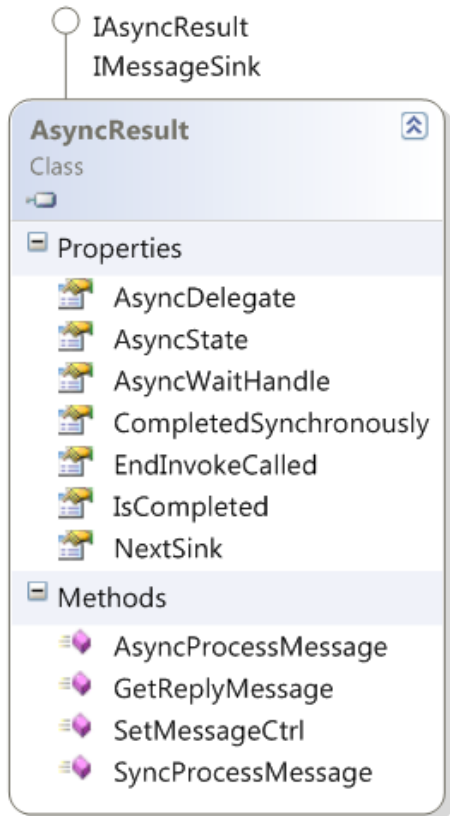 IAsyncResult
IMessageSink
AsyncResult
Class
Properties
AsyncDelegate
AsyncState
AsyncWaitHandle
CompletedSynchronously
EndInvokeCalled
IsCompleted
NextSink
Methods
AsyncProcessMessage
GetReplyMessage
SetMessageCtrl
SyncProcessMessage